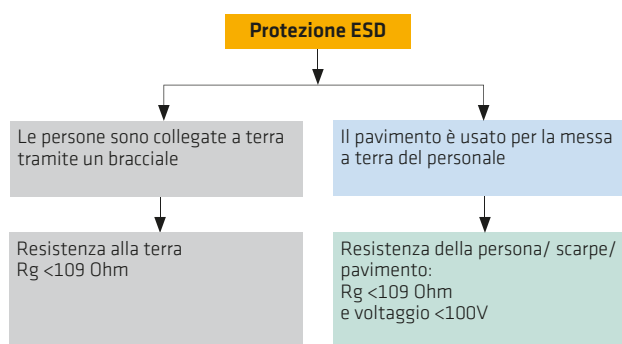 Protezione ESD
Le persone sono collegate a terra
tramite un bracciale
Il pavimento è usato per la messa
a terra del personale
Resistenza alla terra
Rg <109 Ohm
Resistenza della persona/ scarpe/
pavimento:
Rg <109 Ohm
e voltaggio <100V